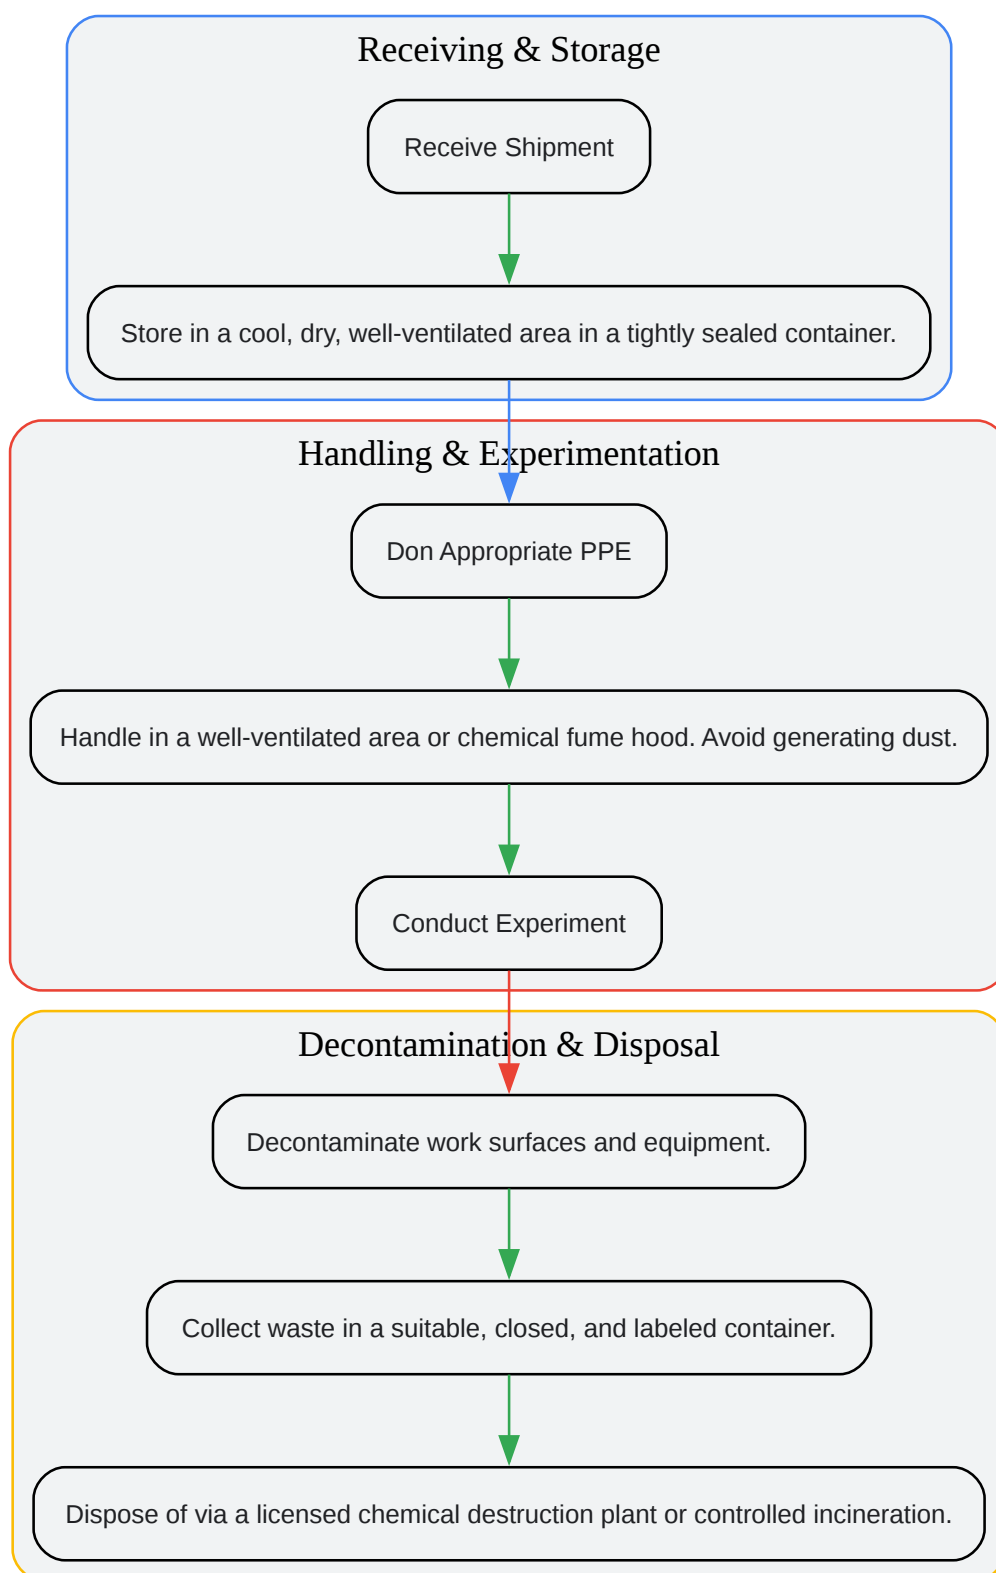 Receiving & Storage
Receive Shipment
Store in a cool, dry, well-ventilated area in a tightly sealed container.
Handling & Experimentation
Don Appropriate PPE
Handle in a well-ventilated area or chemical fume hood. Avoid generating dust.
Conduct Experiment
Decontamination & Disposal
Decontaminate work surfaces and equipment.
Collect waste in a suitable, closed, and labeled container.
Dispose of via a licensed chemical destruction plant or controlled incineration.